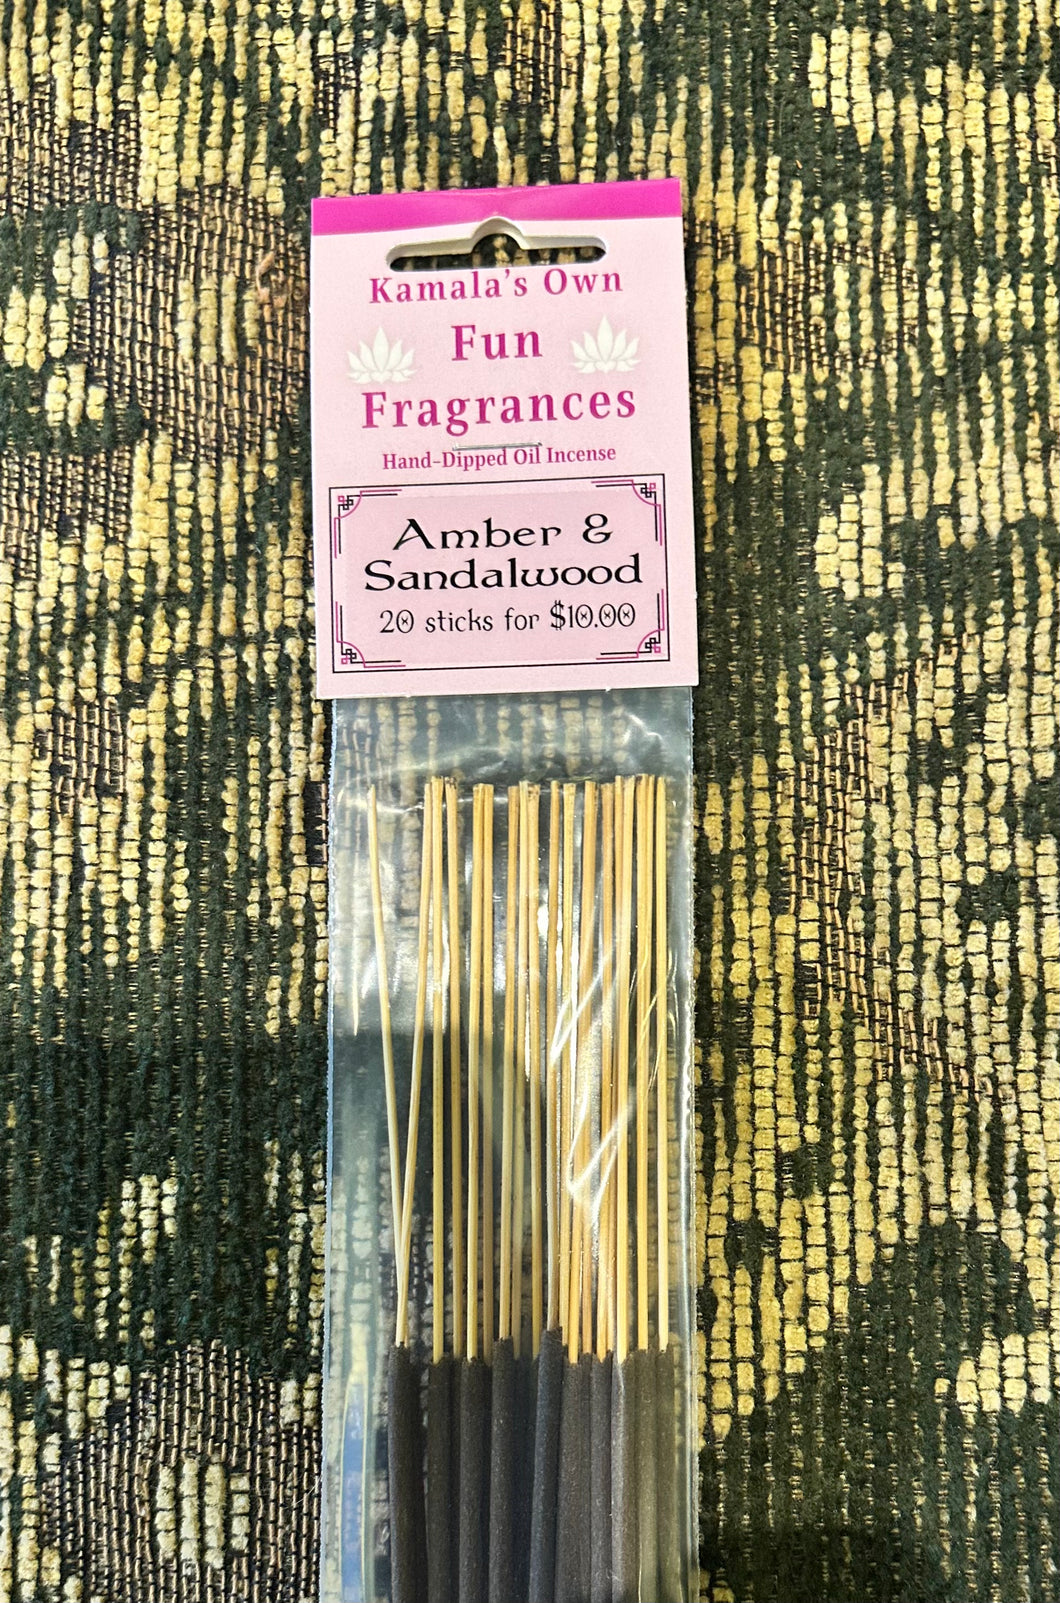 Kamala's Own
Fun
Fragrances
Hand-Dipped Oil Incense
Amber &
Sandalwood
20 sticks for $10.00